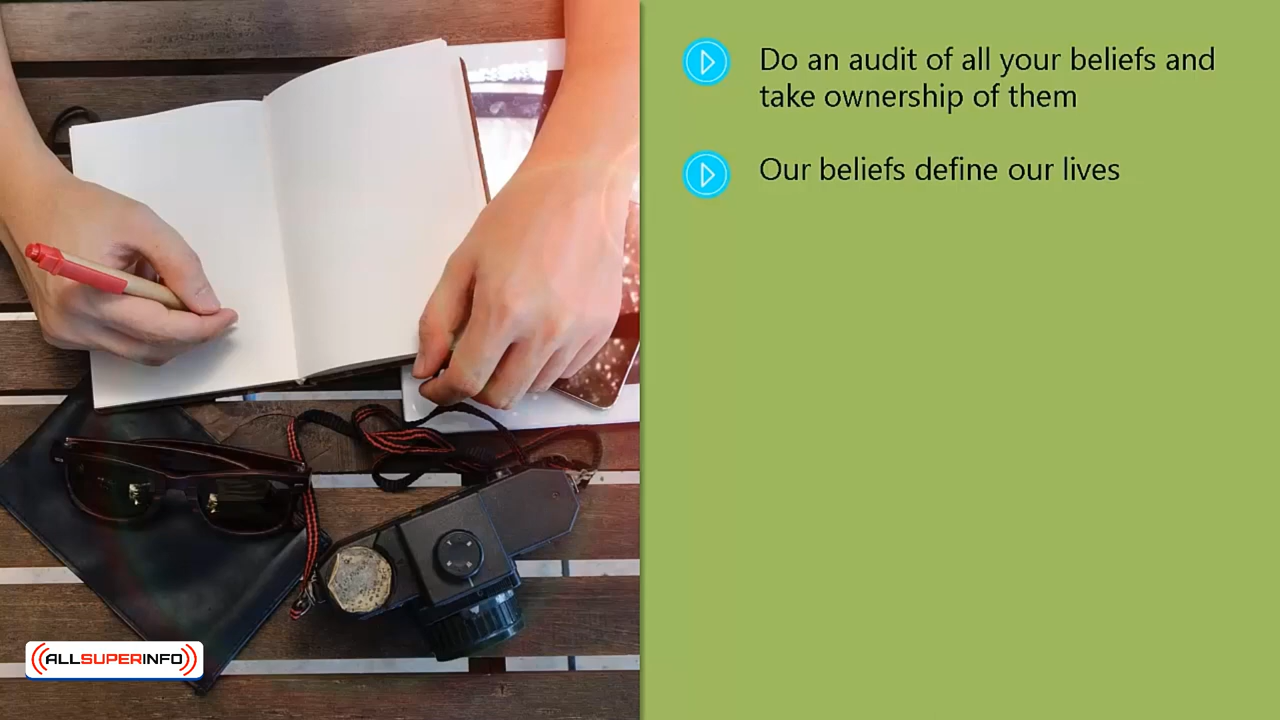 Do an audit of all your beliefs and
take ownership of them
Our beliefs define our lives
ALLSUPERINFO